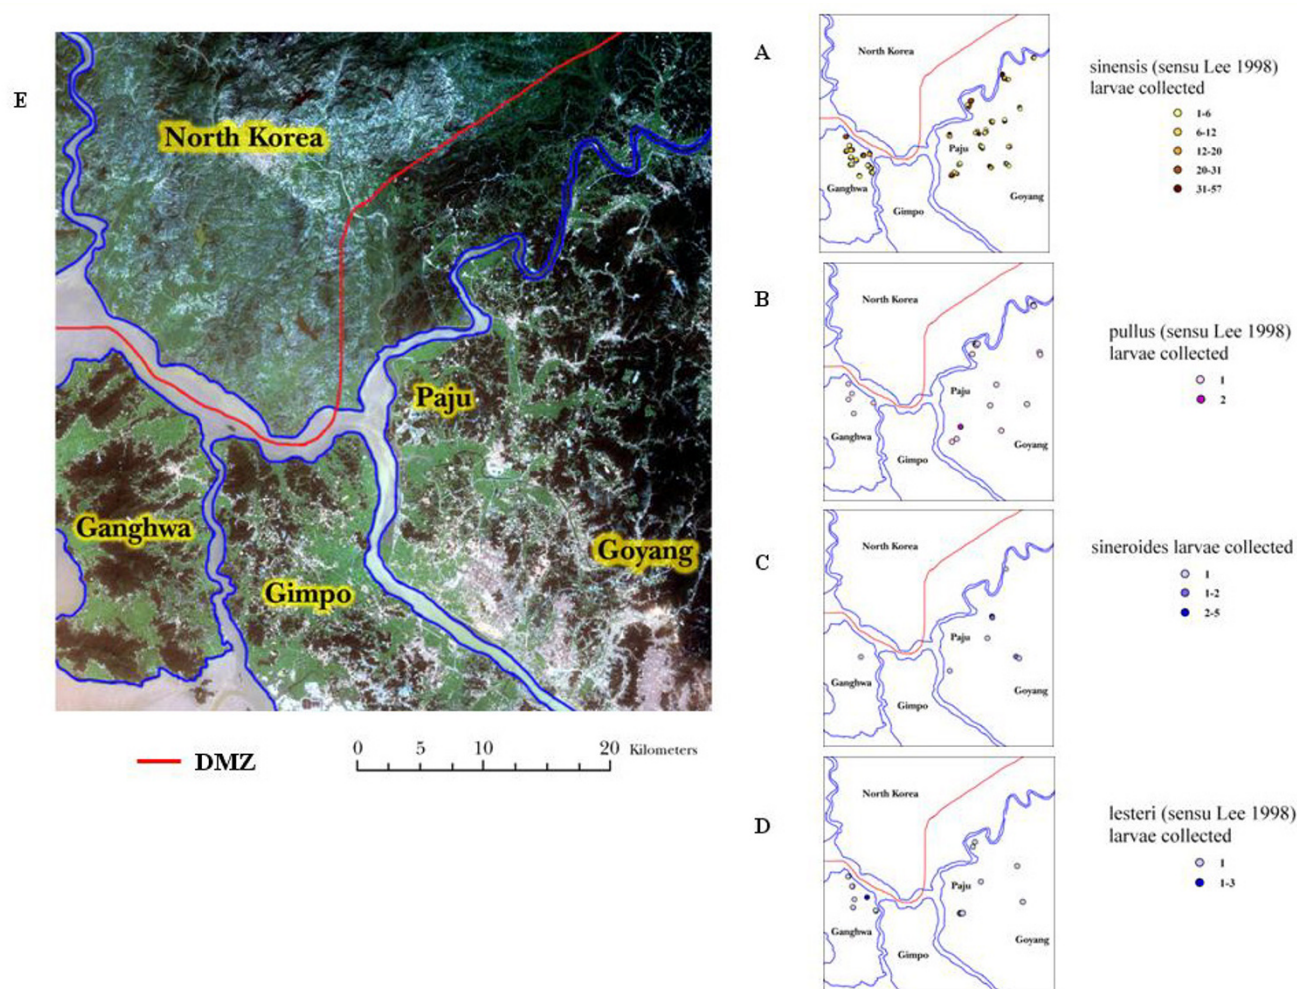 E
North Korea
Paju
Ganghwa
Gimpo
Goyang
DMZ
0 5 10 20 Kilometers
A
North Korea
Paju
Ganghwa
Gimpo
Goyang
sinensis (sensu Lee 1998)
larvae collected
1-6
6-12
12-20
20-31
31-57
B
North Korea
Paju
Ganghwa
Gimpo
Goyang
pullus (sensu Lee 1998)
larvae collected
1
2
C
North Korea
Paju
Ganghwa
Gimpo
Goyang
sineroides larvae collected
1
1-2
2-5
D
North Korea
Paju
Ganghwa
Gimpo
Goyang
lesteri (sensu Lee 1998)
larvae collected
1
1-3